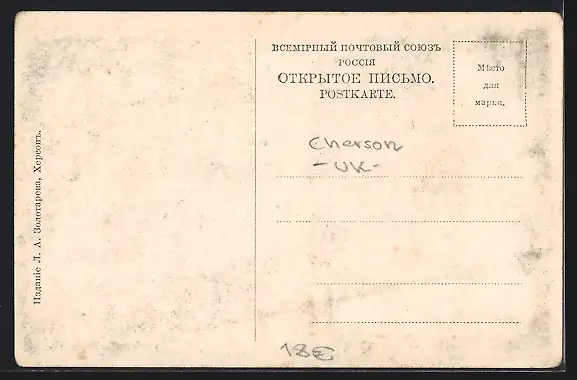 Изданіе Л. А. Золотарева, Херсонъ.
ВСЕМІРНЫЙ ПОЧТОВЫЙ СОЮЗЪ
РОССІЯ
ОТКРЫТОЕ ПИСЬМО.
POSTKARTE.
Мѣсто
для
марки.
Cherson
- UK -
18€